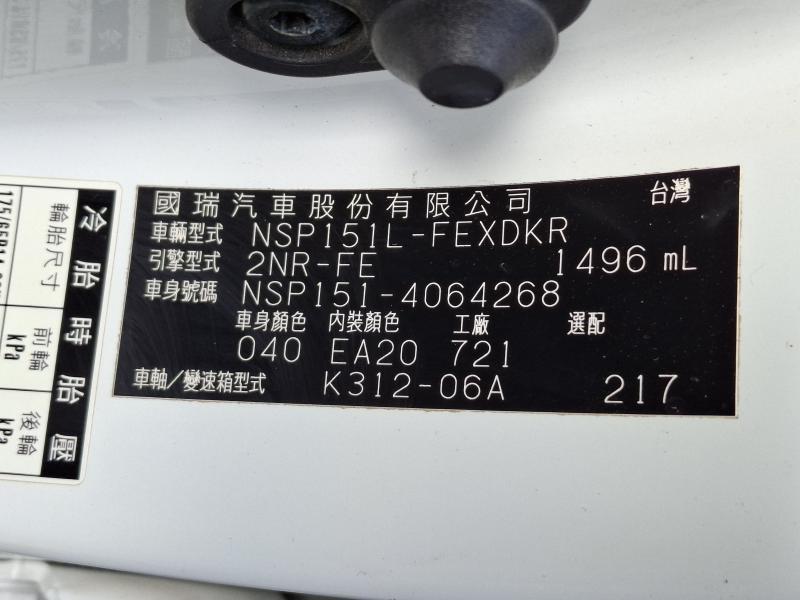 國瑞汽車股份有限公司 台灣
車輛型式 NSP151L-FEXDKR
引擎型式 2NR-FE 1496 mL
車身號碼 NSP151-4064268
車身顏色 內裝顏色 工廠 選配
040 EA20 721
車軸/變速箱型式 K312-06A 217
冷胎時胎壓
輪胎尺寸 前輪 kPa 後輪 kPa